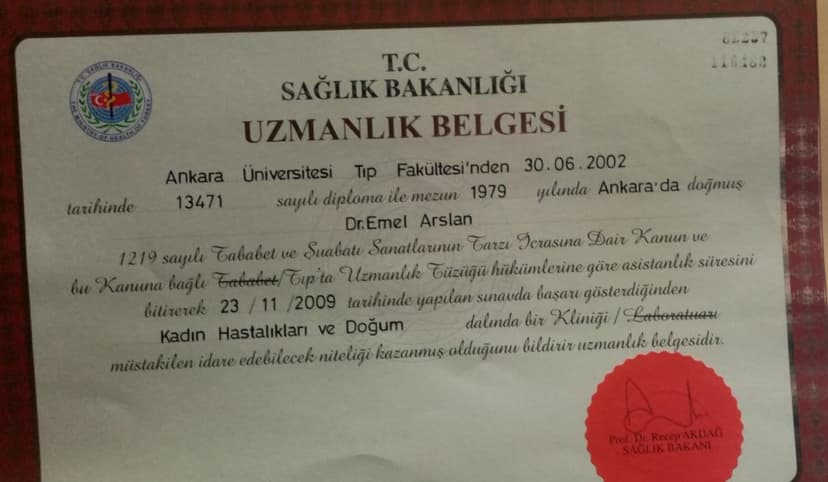 T.C.
SAĞLIK BAKANLIĞI
UZMANLIK BELGESİ
Ankara Üniversitesi Tıp Fakültesi'nden 30.06.2002
tarihinde 13471 sayılı diploma ile mezun 1979 yılında Ankara'da doğmuş
Dr.Emel Arslan
1219 sayılı Tababet ve Şuabatı Sanatlarının Tarzı İcrasına Dair Kanun ve
bu Kanuna bağlı Tababet/Tıp'ta Uzmanlık Tüzüğü hükümlerine göre asistanlık süresini
bitirerek 23 / 11 /2009 tarihinde yapılan sınavda başarı gösterdiğinden
Kadın Hastalıkları ve Doğum dalında bir Kliniği / Laboratuarı
müstakilen idare edebilecek niteliği kazanmış olduğunu bildirir uzmanlık belgesidir.
Prof. Dr. Recep AKDAĞ
SAĞLIK BAKANI